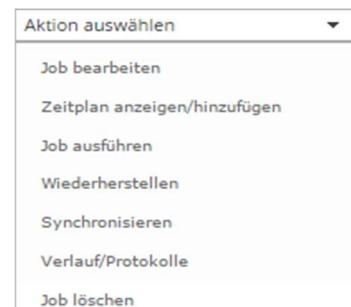 Aktion auswählen
Job bearbeiten
Zeitplan anzeigen/hinzufügen
Job ausführen
Wiederherstellen
Synchronisieren
Verlauf/Protokolle
Job löschen